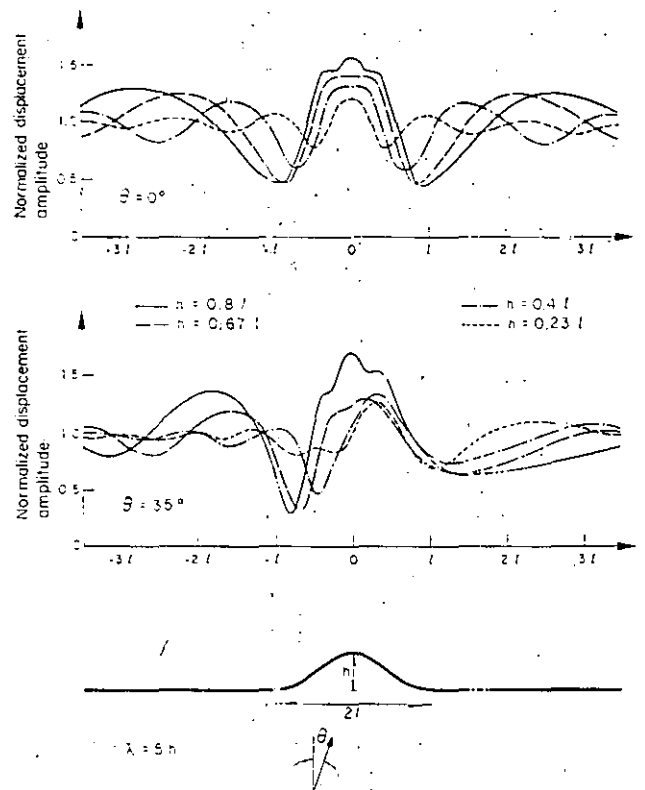 Normalized displacement
amplitude
1.5
1.0
0.5
0
θ = 0°
-3l -2l -l 0 l 2l 3l
h = 0,8 l
h = 0,67 l
h = 0,4 l
h = 0,23 l
Normalized displacement
amplitude
1.5
1.0
0.5
0
θ = 35°
-3l -2l -l 0 l 2l 3l
h
2l
λ = 5h
θ